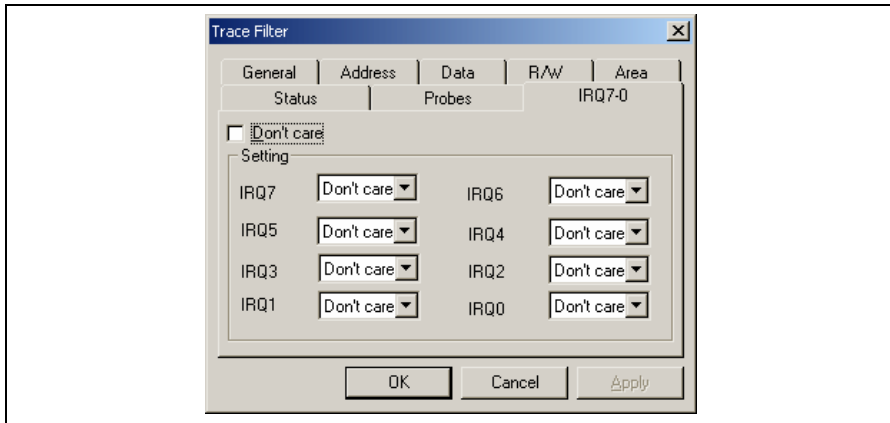 Trace Filter
General Address Data R/W Area
Status Probes IRQ7-0
Don't care
Setting
IRQ7 Don't care IRQ6 Don't care
IRQ5 Don't care IRQ4 Don't care
IRQ3 Don't care IRQ2 Don't care
IRQ1 Don't care IRQ0 Don't care
OK Cancel Apply